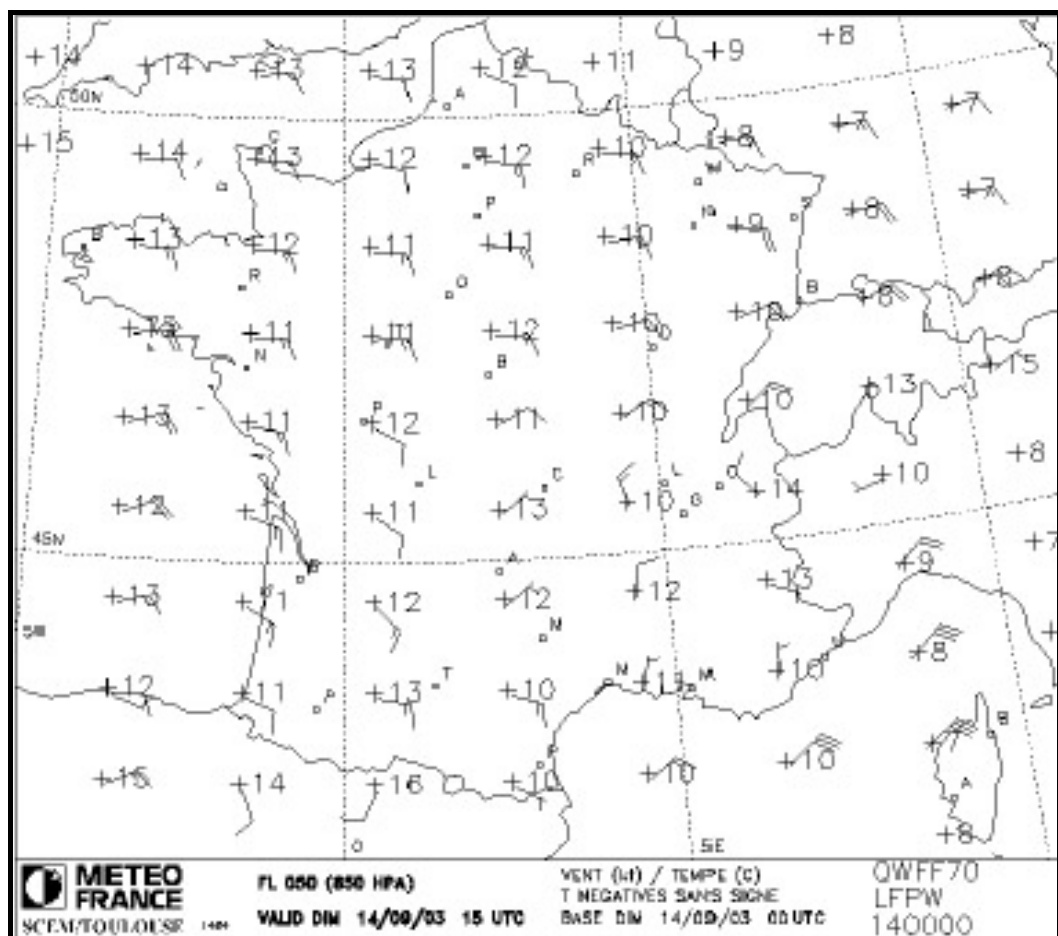 +14 +14 +13 +13 +12 +11 +9 +8
50N A
+15 +14 C +13 +12 +12 R +10 +8 M +7 +7
P N S
B +13 +12 +11 +11 +10 +9 +8 +7
R O B
+13 +11 +11 +12 +10 D +10 +8 +8
N B
+13 +11 P +12 +11 +10 +10 +13 +15
L C L G +8
+12 +11 +11 +13 +10 +14 +10
45N +7
B A +13 +9
+13 +11 +12 +12 +12
5W M N
T M +10 +8
+12 +11 P +13 +10 +11
B
P
+15 +14 +16 +10 +10 +10
A
+8
0 5E
METEO FRANCE
SCEM/TOULOUSE
FL 050 (850 HPA)
VALID DIM 14/09/03 15 UTC
VENT (kt) / TEMPE (C)
T NEGATIVES SANS SIGNE
BASE DIM 14/09/03 00 UTC
QWFF70
LFPW
140000